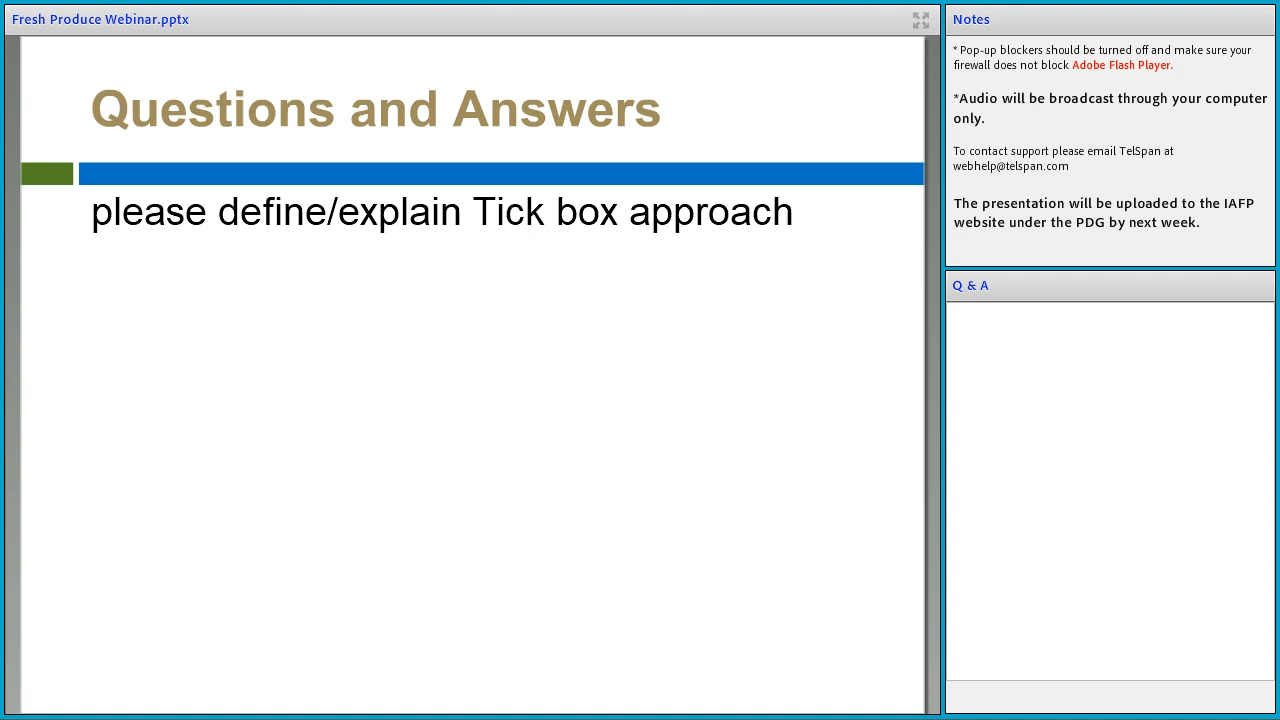 Fresh Produce Webinar.pptx
Questions and Answers
please define/explain Tick box approach
Notes
* Pop-up blockers should be turned off and make sure your
firewall does not block Adobe Flash Player.
*Audio will be broadcast through your computer
only.
To contact support please email TelSpan at
webhelp@telspan.com
The presentation will be uploaded to the IAFP
website under the PDG by next week.
Q & A